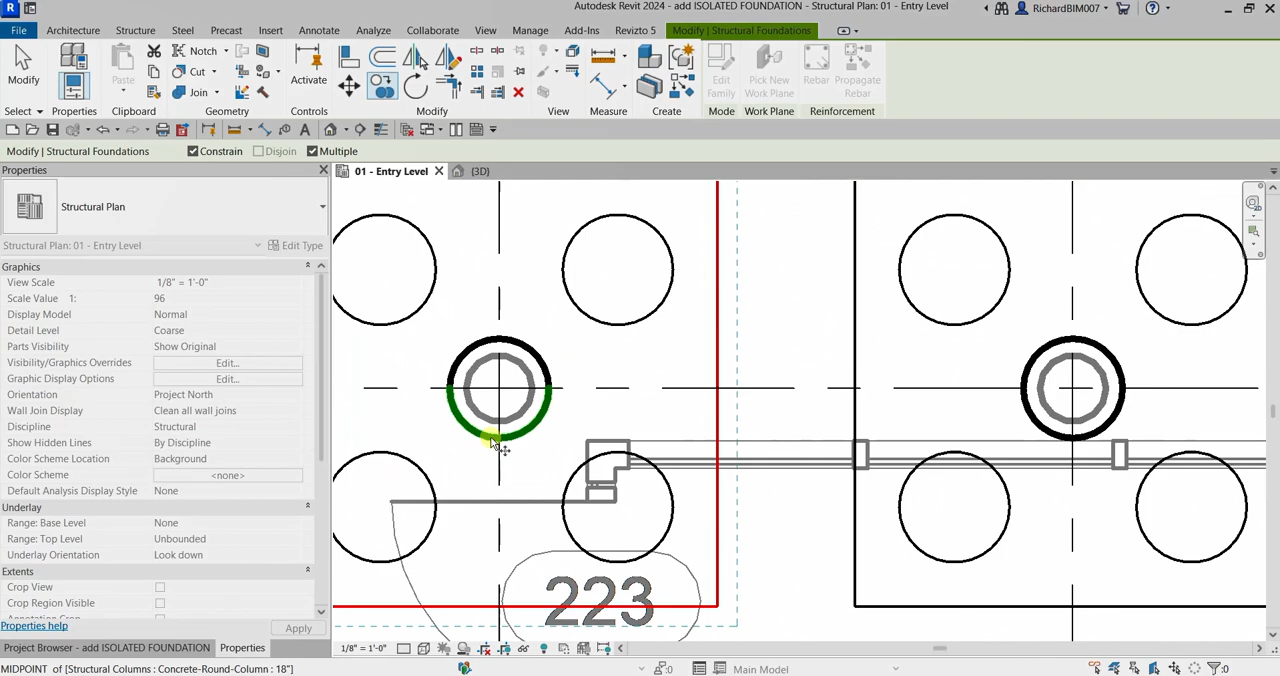 Autodesk Revit 2024 - add ISOLATED FOUNDATION - Structural Plan: 01 - Entry Level
RichardBIM007
File Architecture Structure Steel Precast Insert Annotate Analyze Collaborate View Manage Add-Ins Revizto 5 Modify | Structural Foundations
Modify Paste Notch Cut Join Activate Edit Family Pick New Work Plane Rebar Propagate Rebar
Select Properties Clipboard Geometry Controls Modify View Measure Create Mode Work Plane Reinforcement
Modify | Structural Foundations Constrain Disjoin Multiple
Properties
01 - Entry Level
{3D}
Structural Plan
Structural Plan: 01 - Entry Level
Edit Type
Graphics
View Scale 1/8" = 1'-0"
Scale Value 1: 96
Display Model Normal
Detail Level Coarse
Parts Visibility Show Original
Visibility/Graphics Overrides Edit...
Graphic Display Options Edit...
Orientation Project North
Wall Join Display Clean all wall joins
Discipline Structural
Show Hidden Lines By Discipline
Color Scheme Location Background
Color Scheme <none>
Default Analysis Display Style None
Underlay
Range: Base Level None
Range: Top Level Unbounded
Underlay Orientation Look down
Extents
Crop View
Crop Region Visible
Properties help
Apply
223
Project Browser - add ISOLATED FOUNDATION Properties
1/8" = 1'-0"
MIDPOINT of [Structural Columns : Concrete-Round-Column : 18"]
:0
Main Model
:0